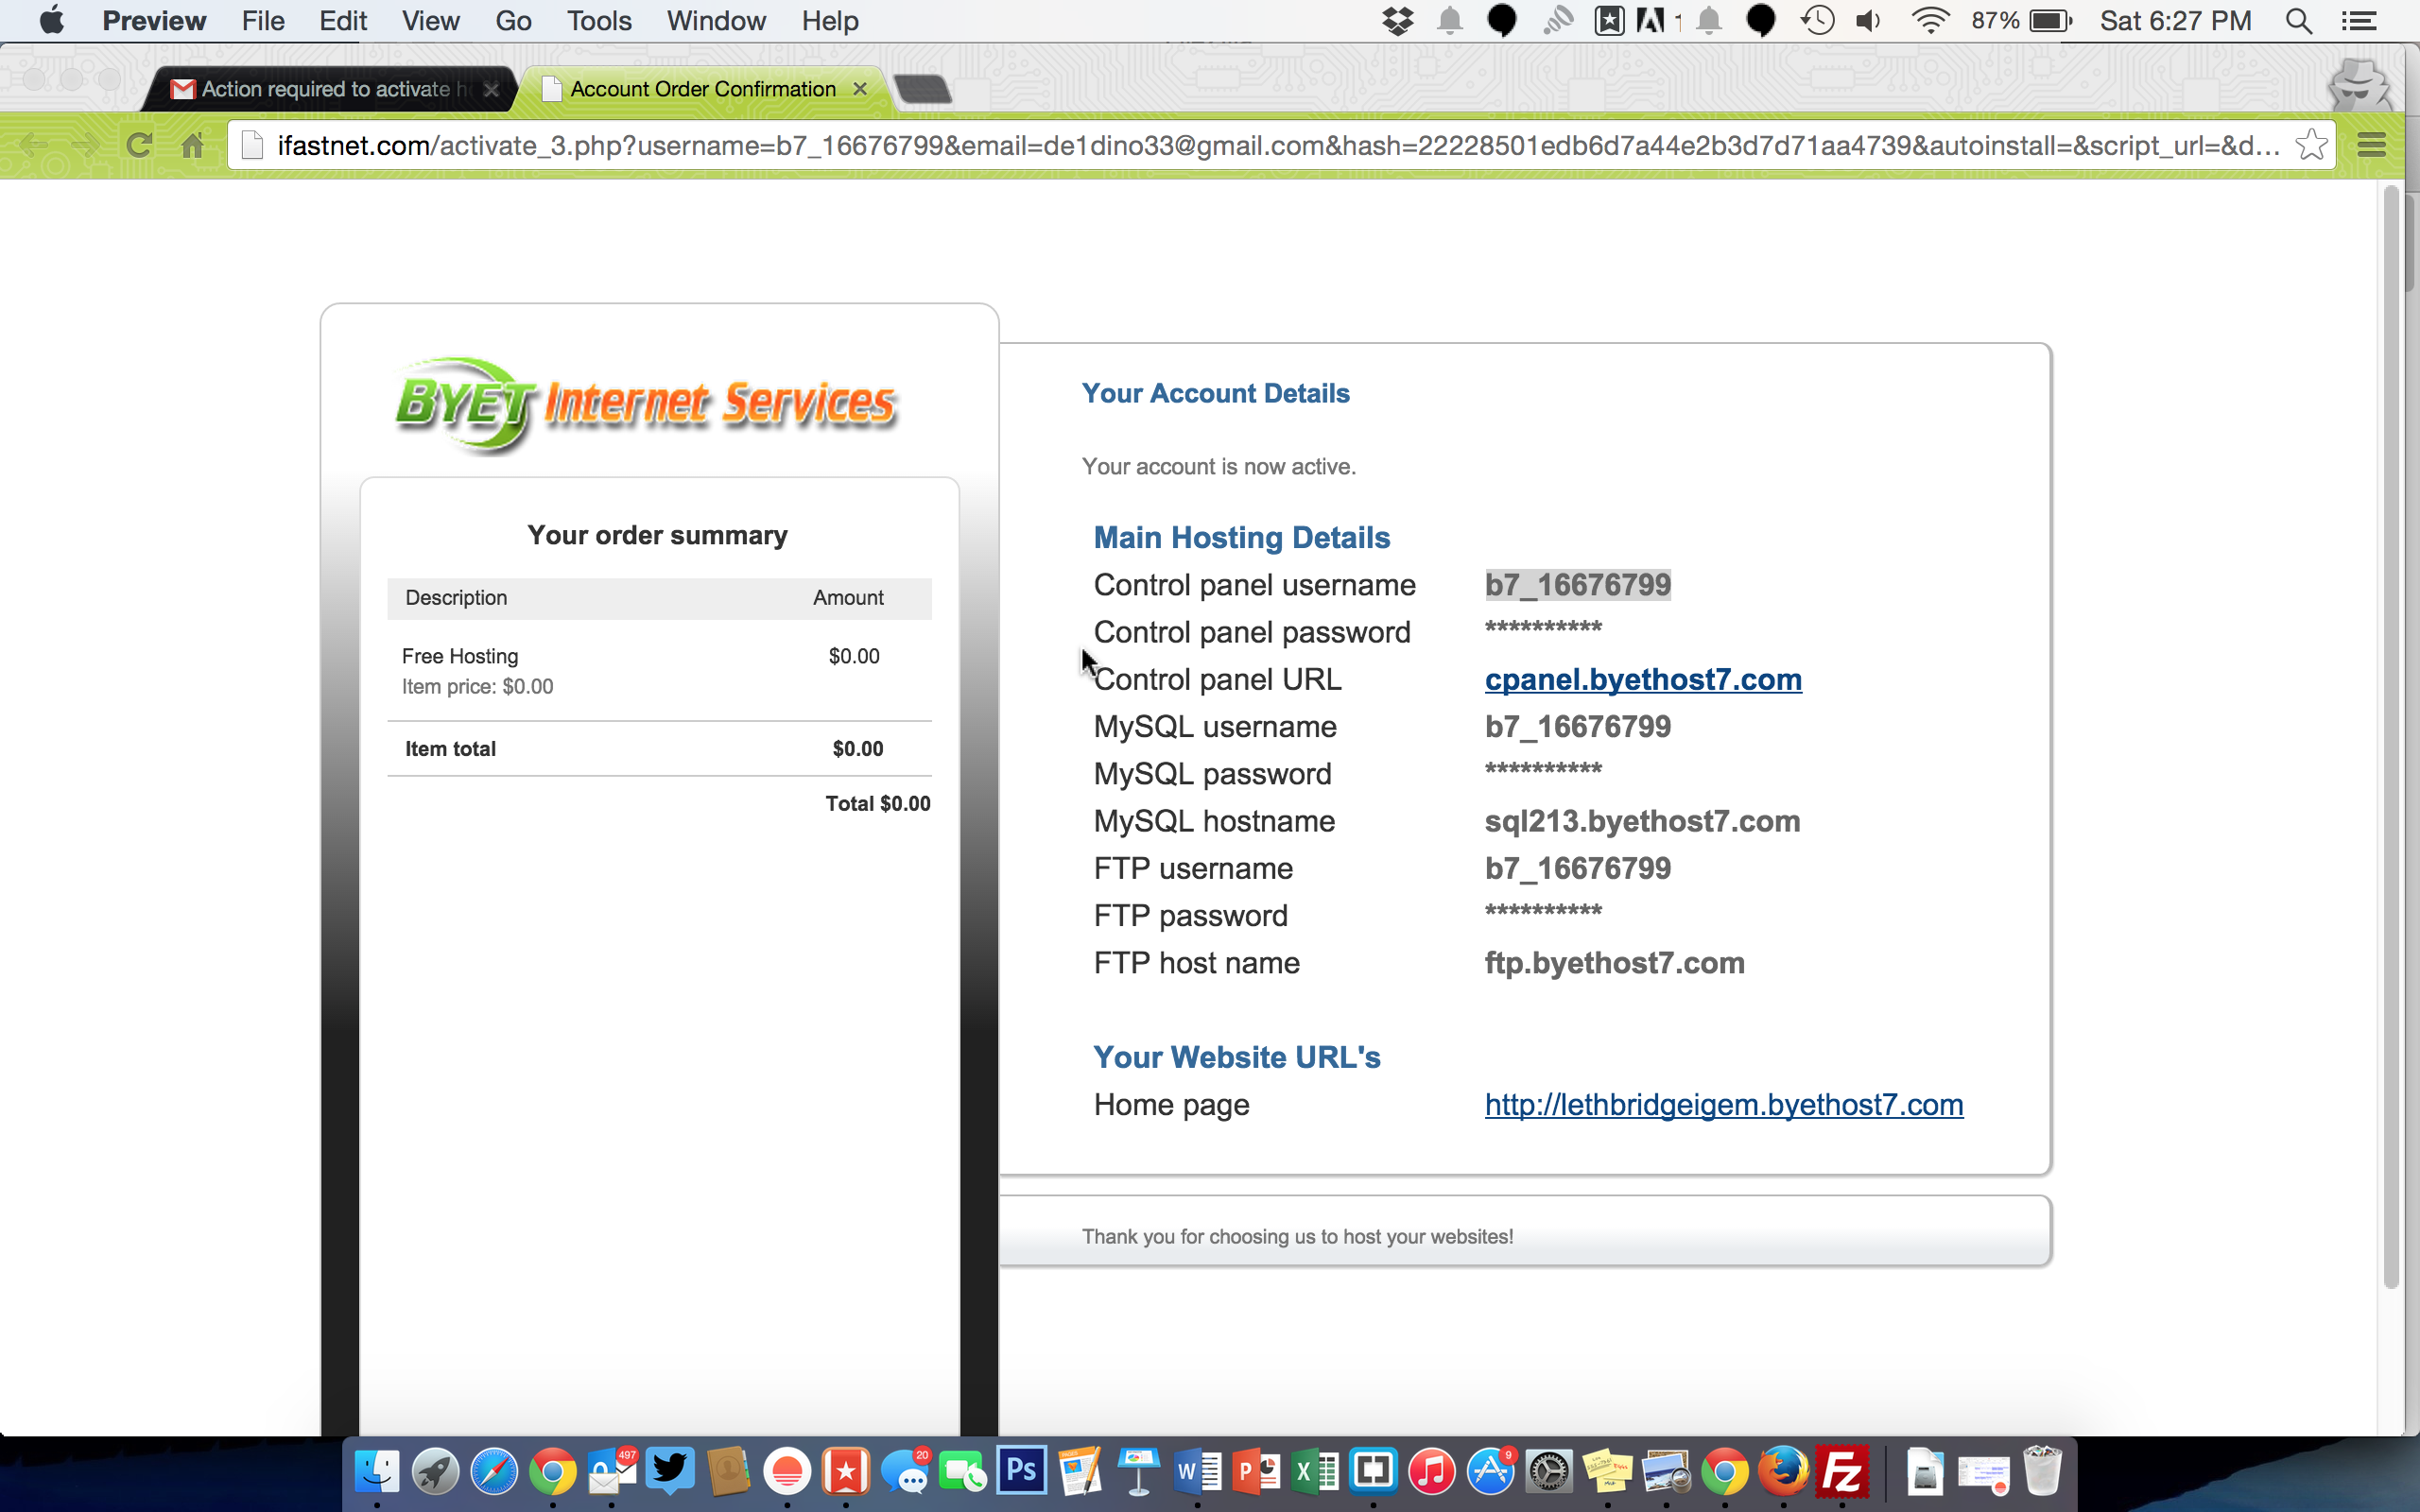 Preview File Edit View Go Tools Window Help
87% Sat 6:27 PM
Action required to activate h
Account Order Confirmation
ifastnet.com/activate_3.php?username=b7_16676799&email=de1dino33@gmail.com&hash=22228501edb6d7a44e2b3d7d71aa4739&autoinstall=&script_url=&d...
BYET Internet Services
Your order summary
Description Amount
Free Hosting $0.00
Item price: $0.00
Item total $0.00
Total $0.00
Your Account Details
Your account is now active.
Main Hosting Details
Control panel username b7_16676799
Control panel password **********
Control panel URL cpanel.byethost7.com
MySQL username b7_16676799
MySQL password **********
MySQL hostname sql213.byethost7.com
FTP username b7_16676799
FTP password **********
FTP host name ftp.byethost7.com
Your Website URL's
Home page http://lethbridgeigem.byethost7.com
Thank you for choosing us to host your websites!
497
20
Ps
W
P
X
9
Fz